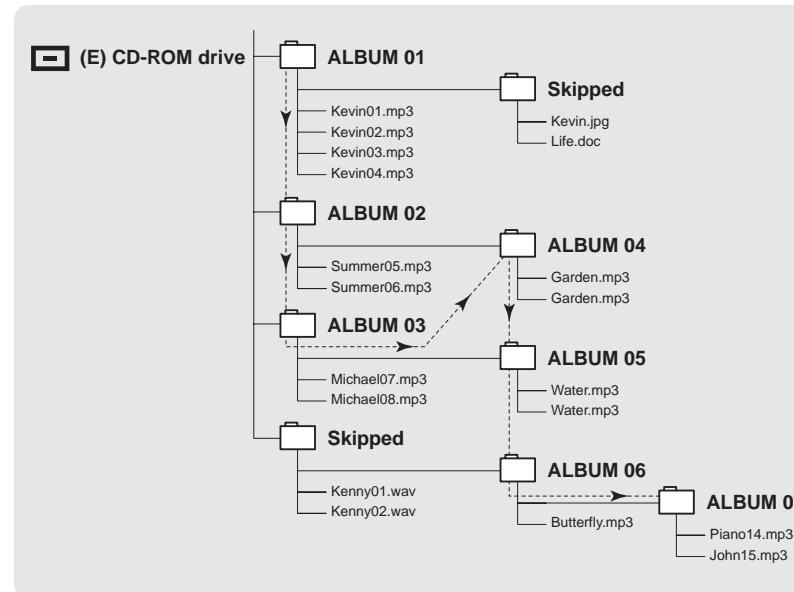 (E) CD-ROM drive
ALBUM 01
Kevin01.mp3
Kevin02.mp3
Kevin03.mp3
Kevin04.mp3
Skipped
Kevin.jpg
Life.doc
ALBUM 02
Summer05.mp3
Summer06.mp3
ALBUM 04
Garden.mp3
Garden.mp3
ALBUM 03
Michael07.mp3
Michael08.mp3
ALBUM 05
Water.mp3
Water.mp3
Skipped
Kenny01.wav
Kenny02.wav
ALBUM 06
Butterfly.mp3
ALBUM 0
Piano14.mp3
John15.mp3